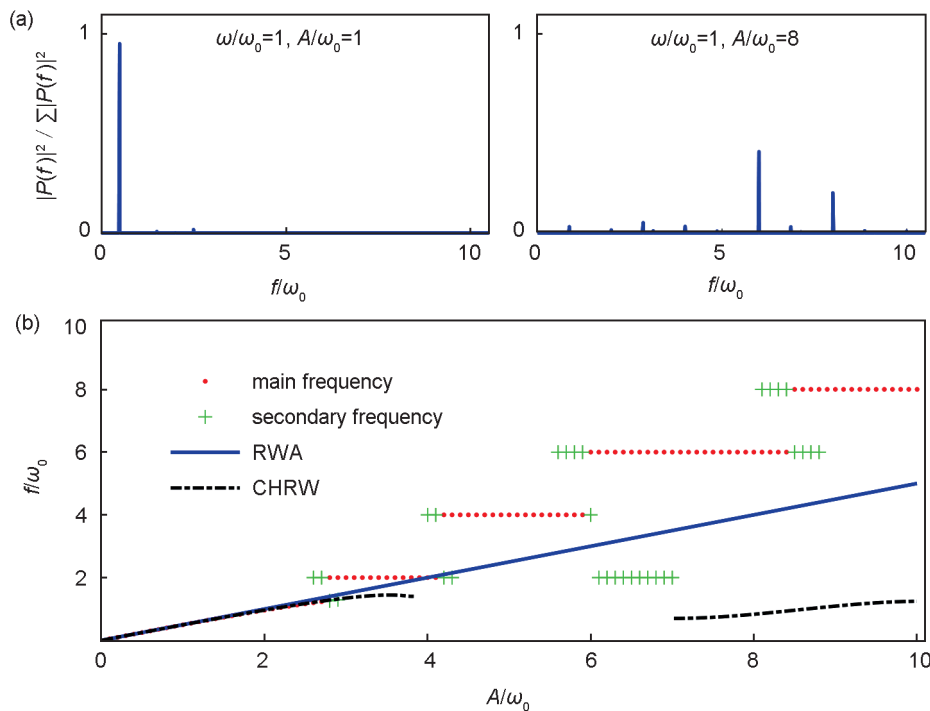 (a)
ω/ω₀=1, A/ω₀=1
ω/ω₀=1, A/ω₀=8
|P(f)|² / Σ|P(f)|²
1
0
0
5
10
f/ω₀
1
0
0
5
10
f/ω₀
(b)
f/ω₀
10
8
6
4
2
main frequency
secondary frequency
RWA
CHRW
0
2
4
6
8
10
A/ω₀